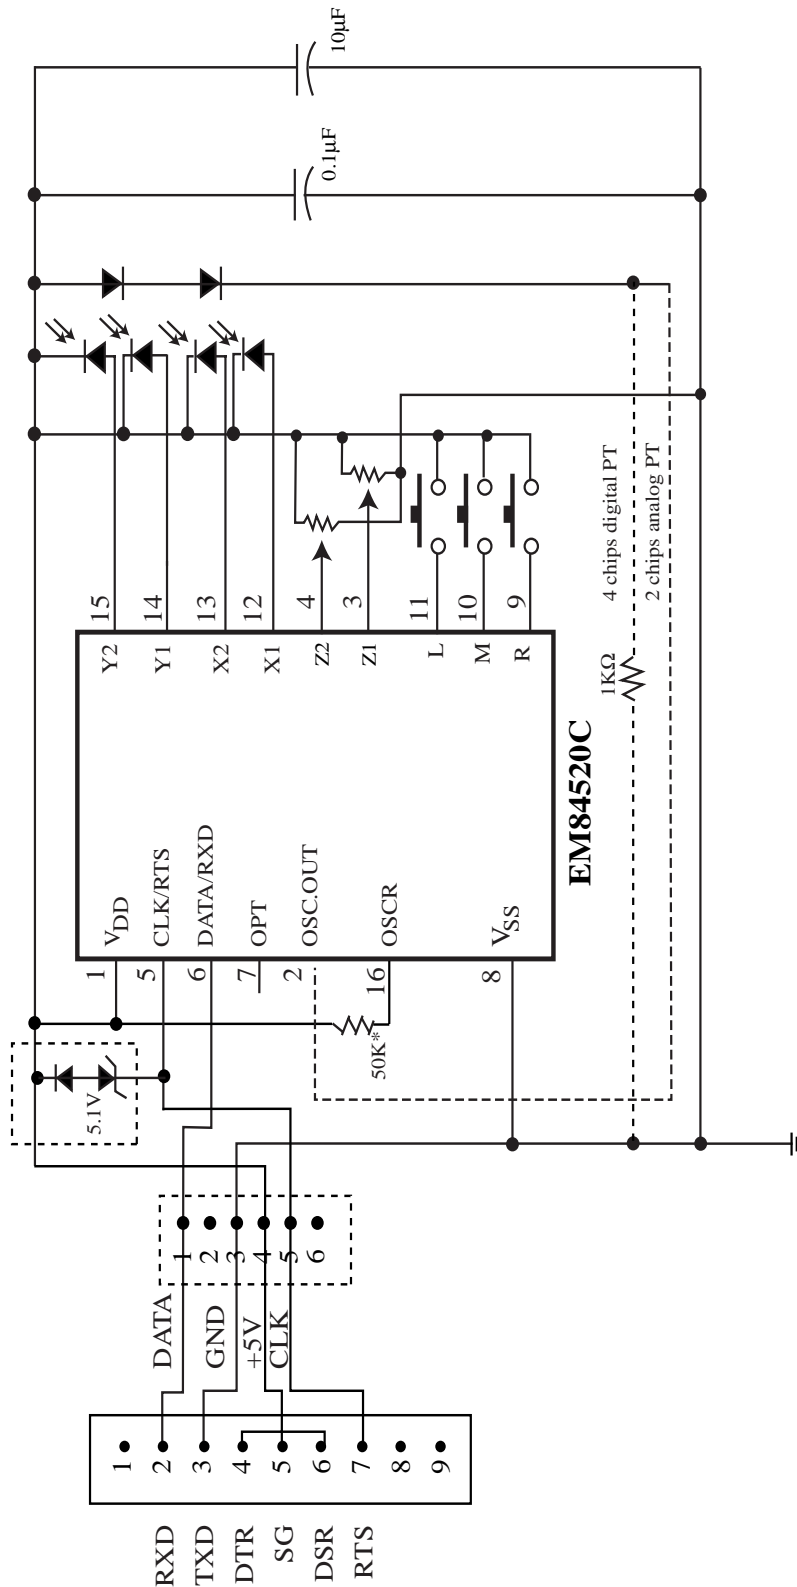 10µF
0.1µF
4 chips digital PT
2 chips analog PT
1KΩ
15
14
13
12
4
3
11
10
9
Y2
Y1
X2
X1
Z2
Z1
L
M
R
EM84520C
VDD
CLK/RTS
DATA/RXD
OPT
OSC.OUT
OSCR
VSS
1
5
6
7
2
16
8
50K*
5.1V
1
2
3
4
5
6
DATA
GND
+5V
CLK
1
2
3
4
5
6
7
8
9
RXD
TXD
DTR
SG
DSR
RTS